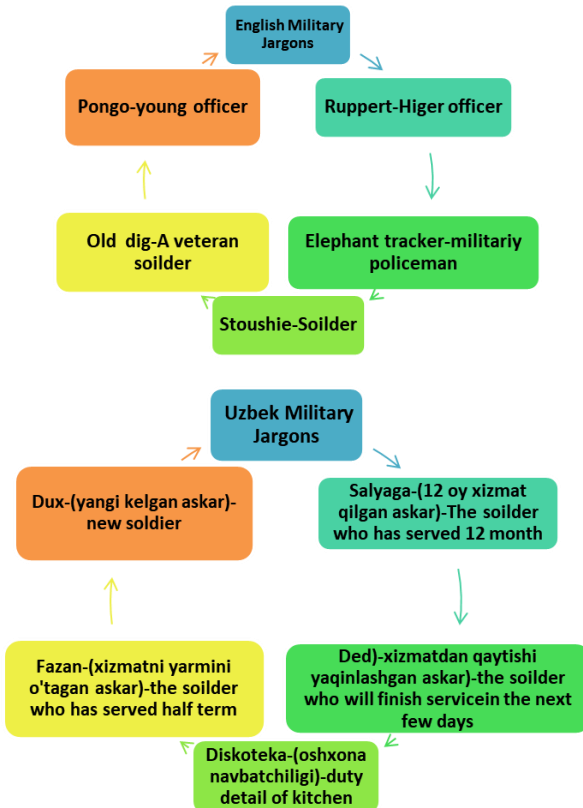 English Military
Jargons
Pongo-young officer
Ruppert-Higer officer
Old dig-A veteran
soilder
Elephant tracker-militariy
policeman
Stoushie-Soilder
Uzbek Military
Jargons
Dux-(yangi kelgan askar)-
new soldier
Salyaga-(12 oy xizmat
qilgan askar)-The soilder
who has served 12 month
Fazan-(xizmatni yarmini
o'tagan askar)-the soilder
who has served half term
Ded)-xizmatdan qaytishi
yaqinlashgan askar)-the soilder
who will finish servicein the next
few days
Diskoteka-(oshxona
navbatchiligi)-duty
detail of kitchen